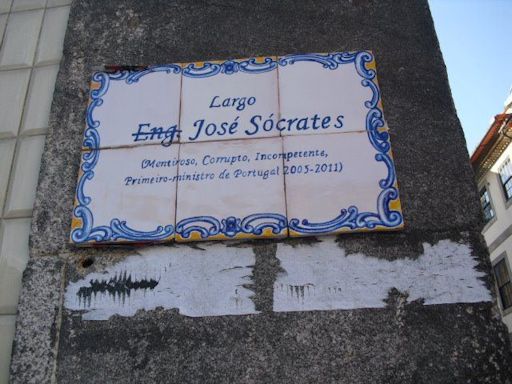 Largo
Eng. José Sócrates
(Mentiroso, Corrupto, Incompetente,
Primeiro-ministro de Portugal 2005-2011)